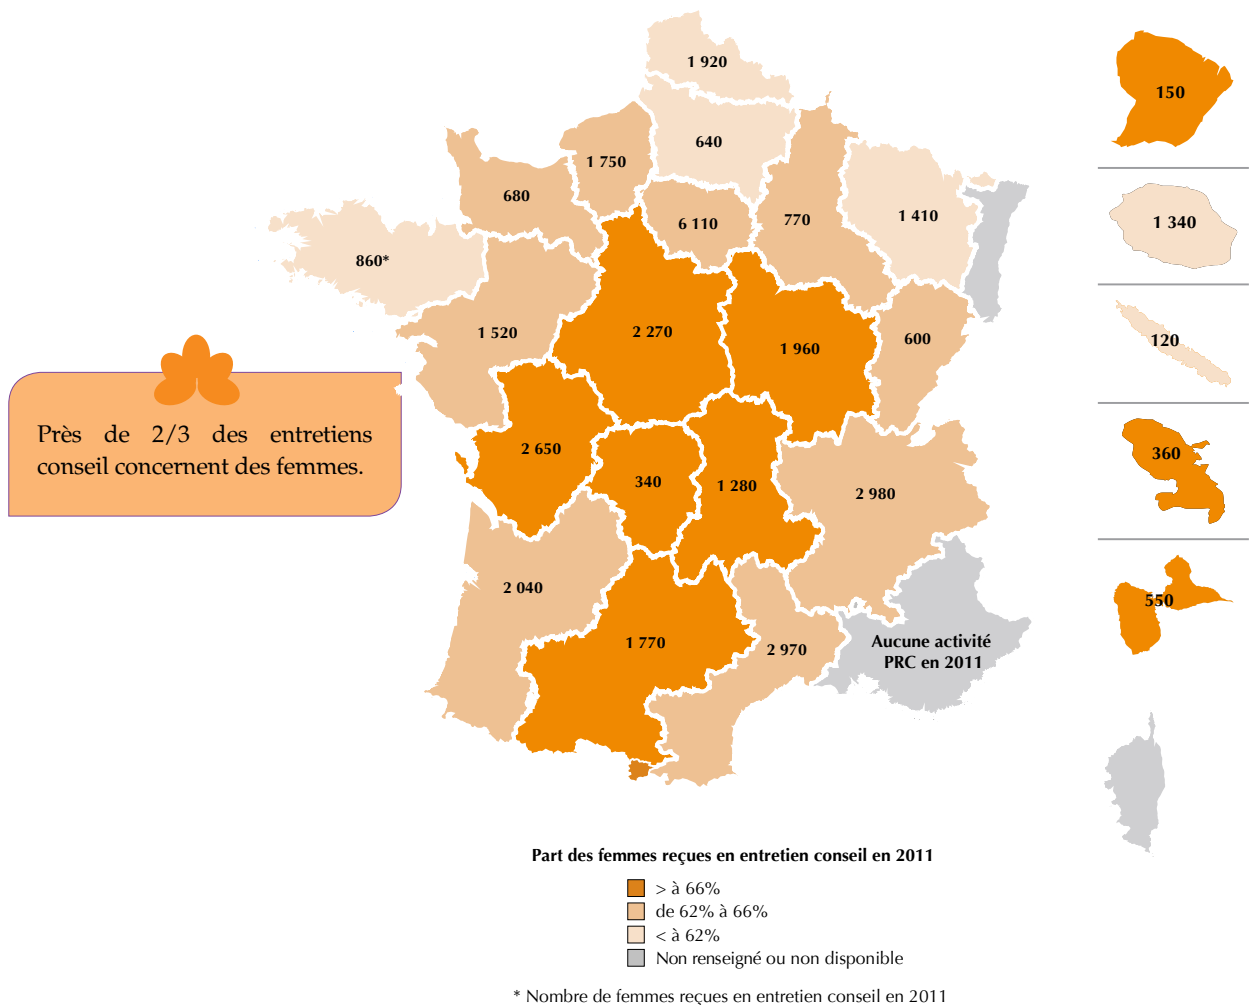 1 920
150
640
1 750
680
6 110
770
1 410
1 340
860*
1 520
2 270
1 960
600
120
Près de 2/3 des entretiens
conseil concernent des femmes.
2 650
340
1 280
2 980
360
2 040
1 770
2 970
Aucune activité
PRC en 2011
550
Part des femmes reçues en entretien conseil en 2011
> à 66%
de 62% à 66%
< à 62%
Non renseigné ou non disponible
* Nombre de femmes reçues en entretien conseil en 2011